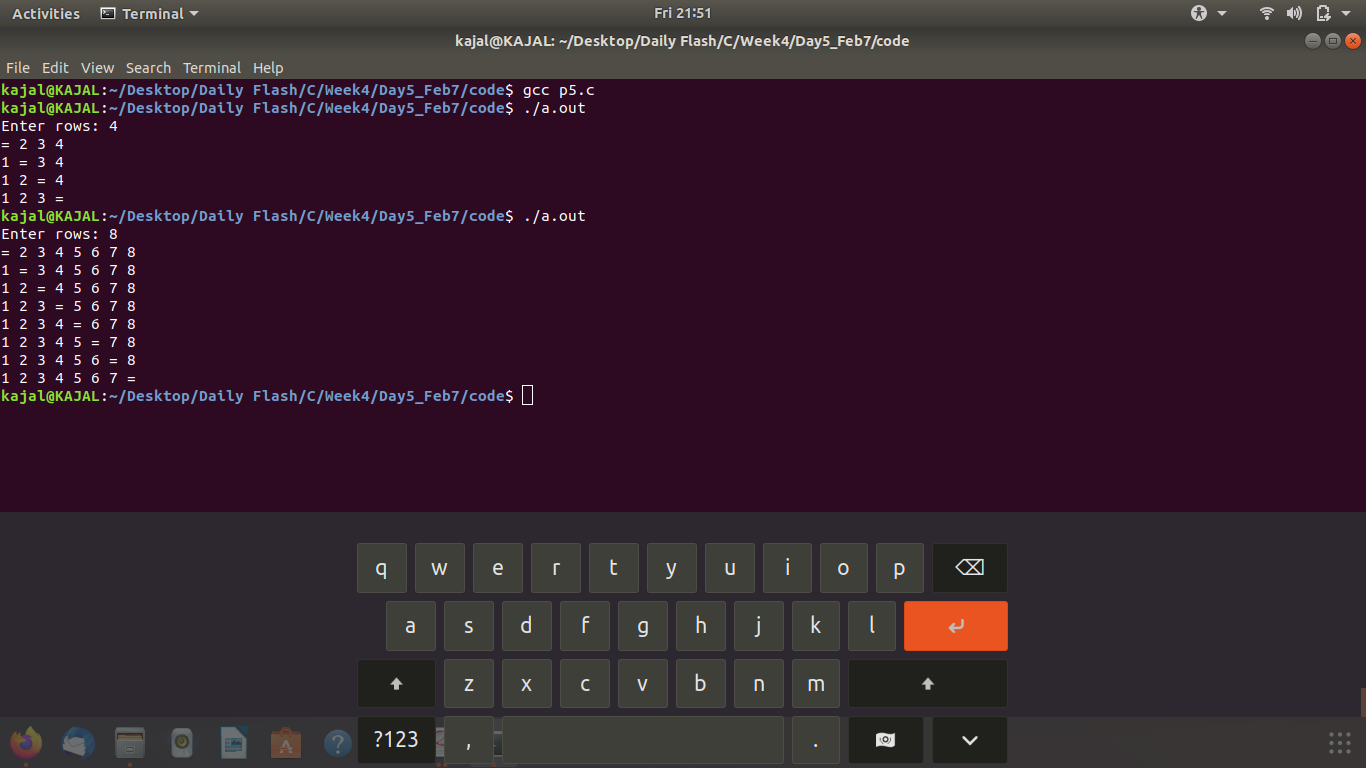 Activities Terminal Fri 21:51
kajal@KAJAL: ~/Desktop/Daily Flash/C/Week4/Day5_Feb7/code
File Edit View Search Terminal Help
kajal@KAJAL:~/Desktop/Daily Flash/C/Week4/Day5_Feb7/code$ gcc p5.c
kajal@KAJAL:~/Desktop/Daily Flash/C/Week4/Day5_Feb7/code$ ./a.out
Enter rows: 4
= 2 3 4
1 = 3 4
1 2 = 4
1 2 3 =
kajal@KAJAL:~/Desktop/Daily Flash/C/Week4/Day5_Feb7/code$ ./a.out
Enter rows: 8
= 2 3 4 5 6 7 8
1 = 3 4 5 6 7 8
1 2 = 4 5 6 7 8
1 2 3 = 5 6 7 8
1 2 3 4 = 6 7 8
1 2 3 4 5 = 7 8
1 2 3 4 5 6 = 8
1 2 3 4 5 6 7 =
kajal@KAJAL:~/Desktop/Daily Flash/C/Week4/Day5_Feb7/code$
q w e r t y u i o p
a s d f g h j k l
z x c v b n m
?123 , .